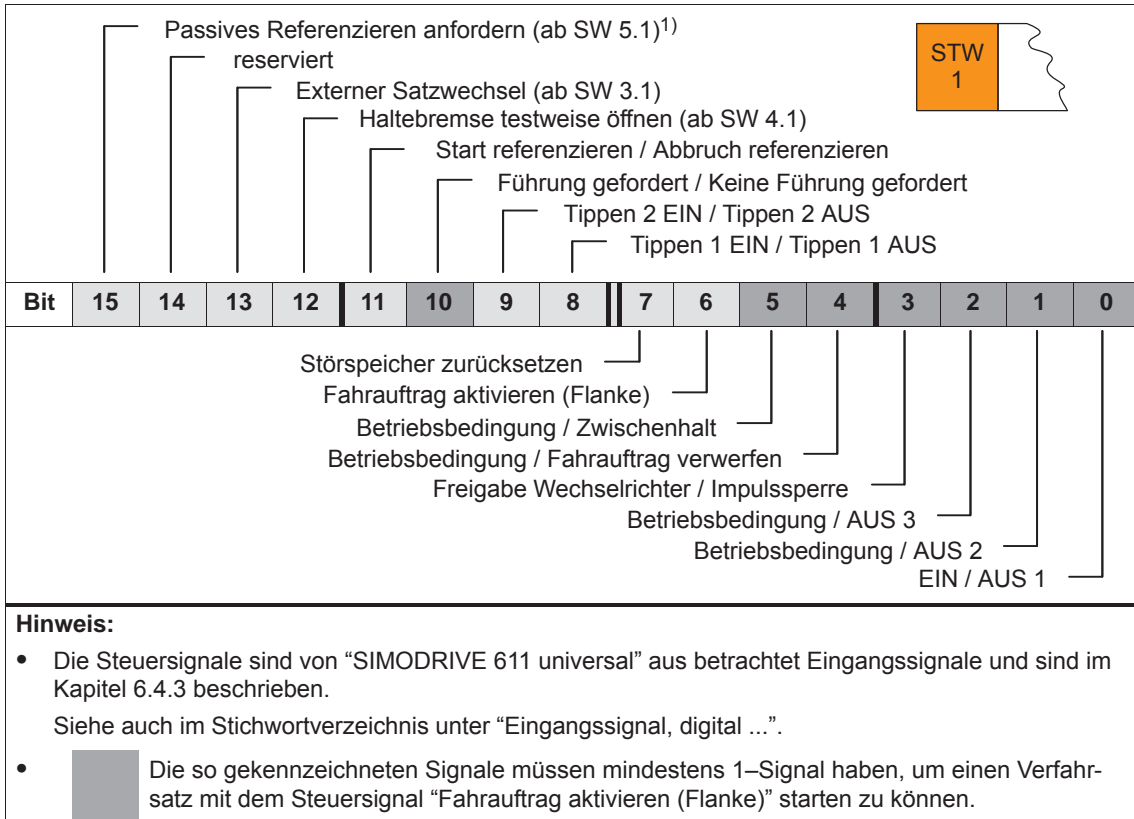 Passives Referenzieren anfordern (ab SW 5.1)1)
reserviert
Externer Satzwechsel (ab SW 3.1)
Haltebremse testweise öffnen (ab SW 4.1)
Start referenzieren / Abbruch referenzieren
Führung gefordert / Keine Führung gefordert
Tippen 2 EIN / Tippen 2 AUS
Tippen 1 EIN / Tippen 1 AUS
STW
1
Bit 15 14 13 12 11 10 9 8 7 6 5 4 3 2 1 0
Störspeicher zurücksetzen
Fahrauftrag aktivieren (Flanke)
Betriebsbedingung / Zwischenhalt
Betriebsbedingung / Fahrauftrag verwerfen
Freigabe Wechselrichter / Impulssperre
Betriebsbedingung / AUS 3
Betriebsbedingung / AUS 2
EIN / AUS 1
Hinweis:
• Die Steuersignale sind von “SIMODRIVE 611 universal” aus betrachtet Eingangssignale und sind im
Kapitel 6.4.3 beschrieben.
Siehe auch im Stichwortverzeichnis unter “Eingangssignal, digital ...”.
• Die so gekennzeichneten Signale müssen mindestens 1–Signal haben, um einen Verfahr-
satz mit dem Steuersignal “Fahrauftrag aktivieren (Flanke)” starten zu können.